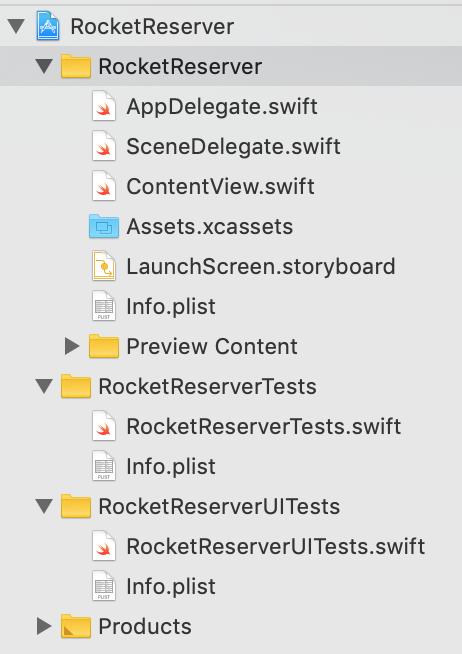 RocketReserver
RocketReserver
AppDelegate.swift
SceneDelegate.swift
ContentView.swift
Assets.xcassets
LaunchScreen.storyboard
Info.plist
Preview Content
RocketReserverTests
RocketReserverTests.swift
Info.plist
RocketReserverUITests
RocketReserverUITests.swift
Info.plist
Products